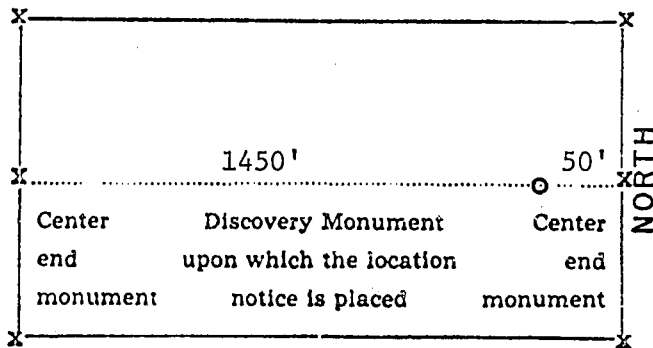 1450' 50'
NORTH
Center Discovery Monument Center
end upon which the location end
monument notice is placed monument